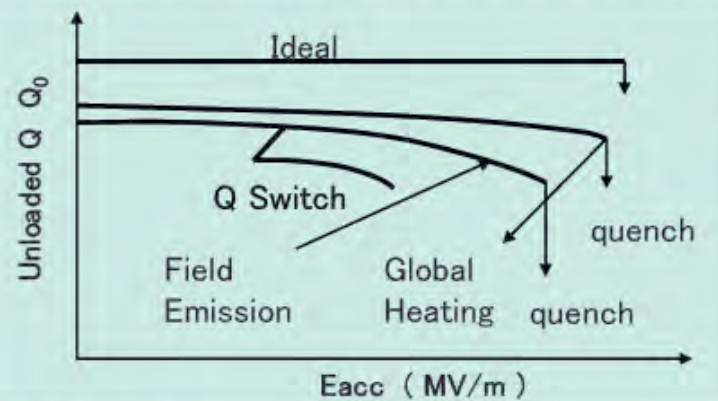 Ideal
Unloaded Q Q0
Q Switch
quench
Field
Emission
Global
Heating
quench
Eacc ( MV/m )